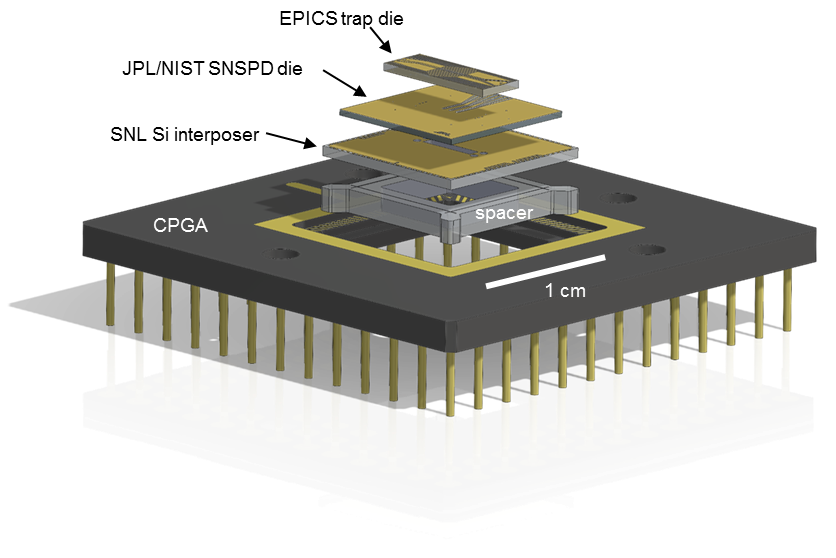 EPICS trap die
JPL/NIST SNSPD die
SNL Si interposer
spacer
CPGA
1 cm